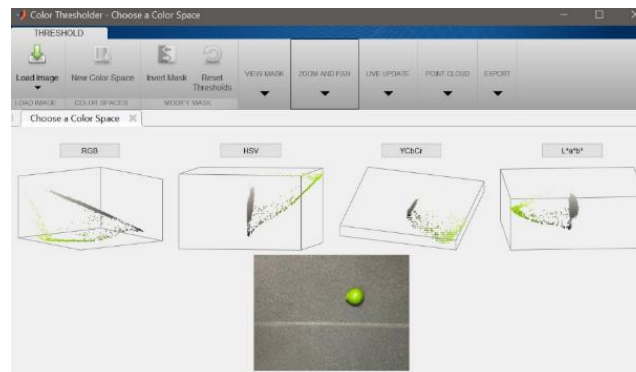 Color Thresholder - Choose a Color Space
THRESHOLD
Load Image
New Color Space
Invert Mask
Reset Thresholds
VIEW MASK
ZOOM AND PAN
LIVE UPDATE
POINT CLOUD
EXPORT
LOAD IMAGE
COLOR SPACES
MODIFY MASK
Choose a Color Space
RGB
HSV
YCbCr
L*a*b*